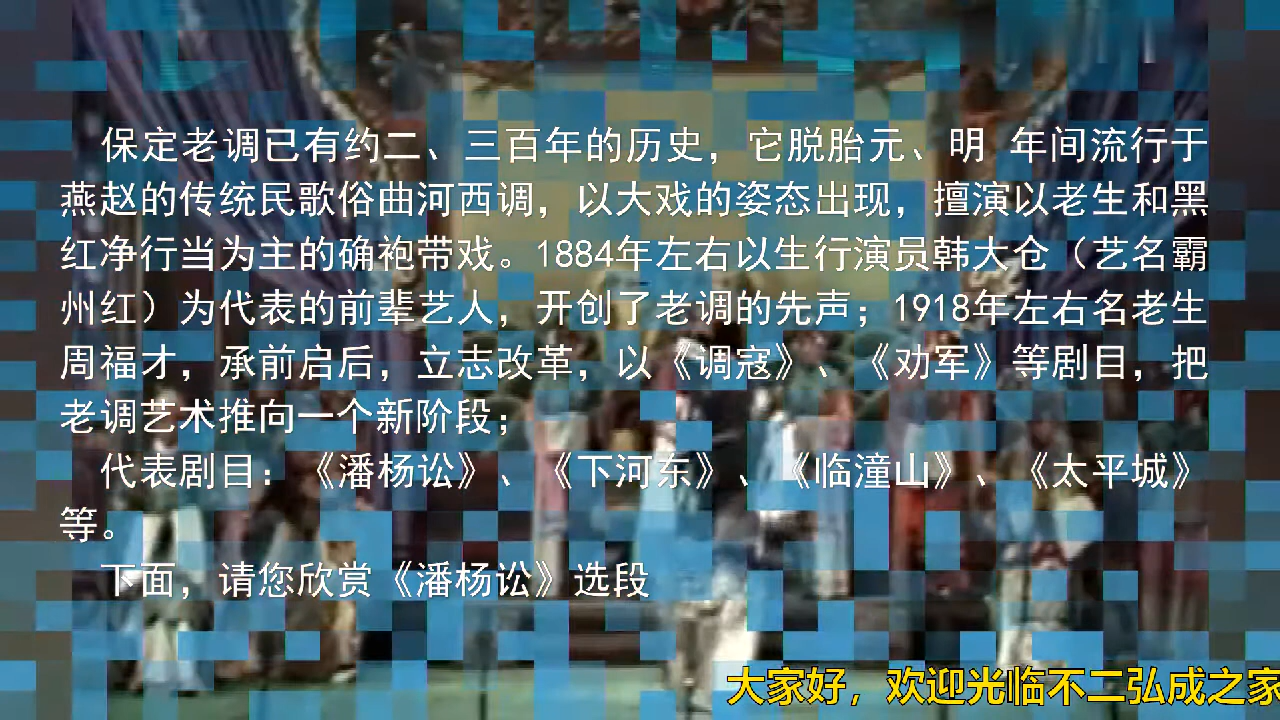 保定老调已有约二、三百年的历史，它脱胎元、明 年间流行于
燕赵的传统民歌俗曲河西调，以大戏的姿态出现，擅演以老生和黑
红净行当为主的确袍带戏。1884年左右以生行演员韩大仓（艺名霸
州红）为代表的前辈艺人，开创了老调的先声；1918年左右名老生
周福才，承前启后，立志改革，以《调寇》、《劝军》等剧目，把
老调艺术推向一个新阶段；
代表剧目：《潘杨讼》、《下河东》、《临潼山》、《太平城》
等。
下面，请您欣赏《潘杨讼》选段
大家好，欢迎光临不二弘成之家